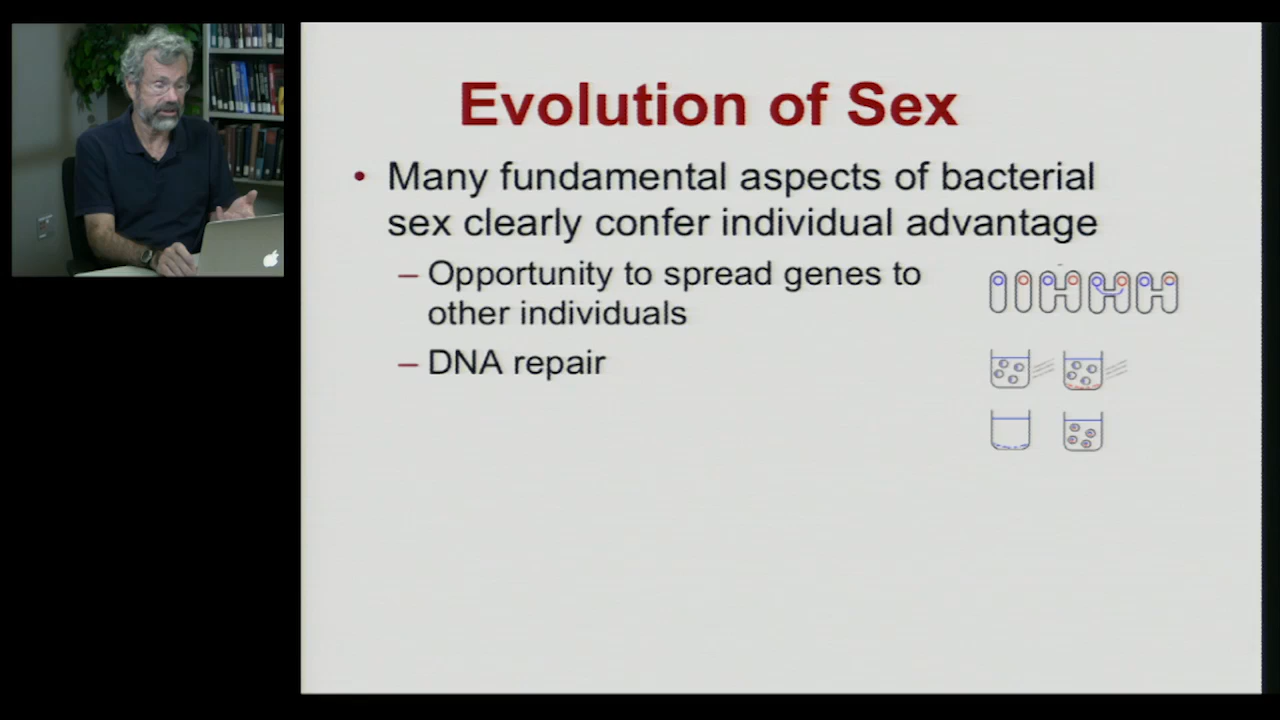 Evolution of Sex
• Many fundamental aspects of bacterial
sex clearly confer individual advantage
– Opportunity to spread genes to
other individuals
– DNA repair